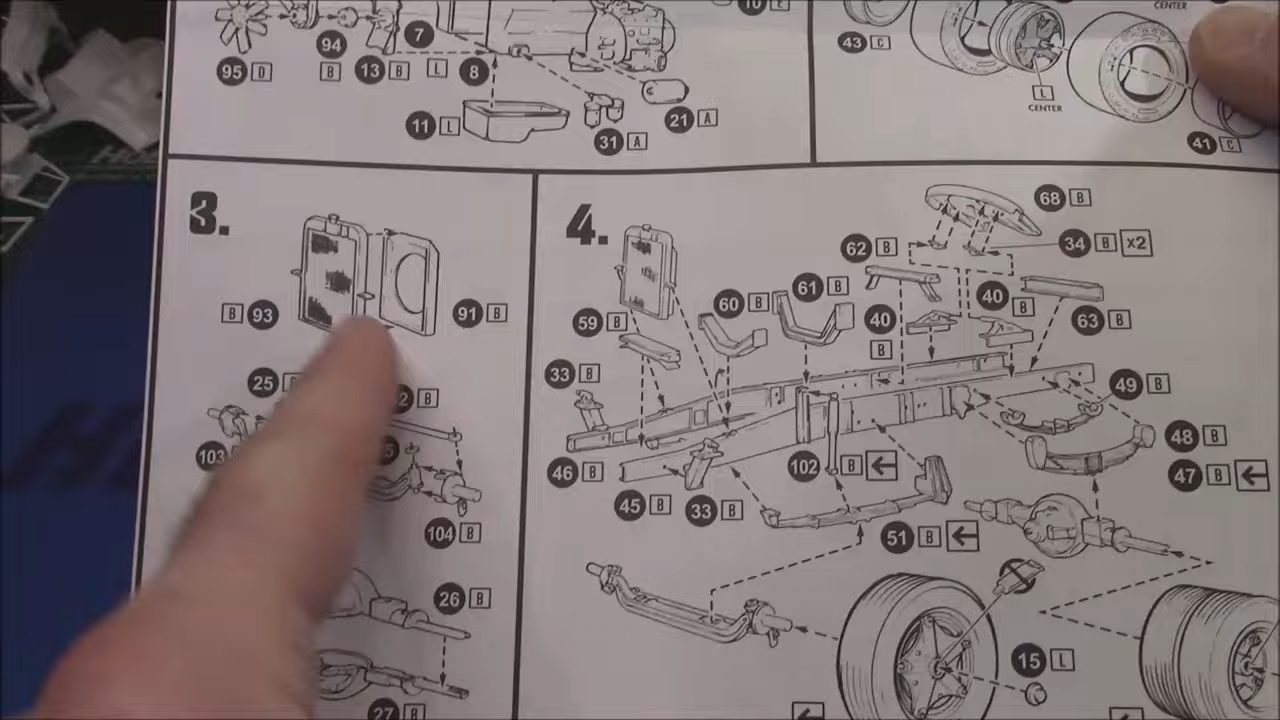 10 E
CENTER
95 D
94
B
13 B
7
L
8
43 C
L
CENTER
11 L
31 A
21 A
41 C
3.
B 93
91 B
25
B
103
104 B
26 B
27 B
4.
68 B
34 B X2
62 B
61 B
60 B
59 B
40
B
40
B
63 B
33 B
49 B
48 B
47 B
46 B
45 B
33 B
102 B
51 B
15 L